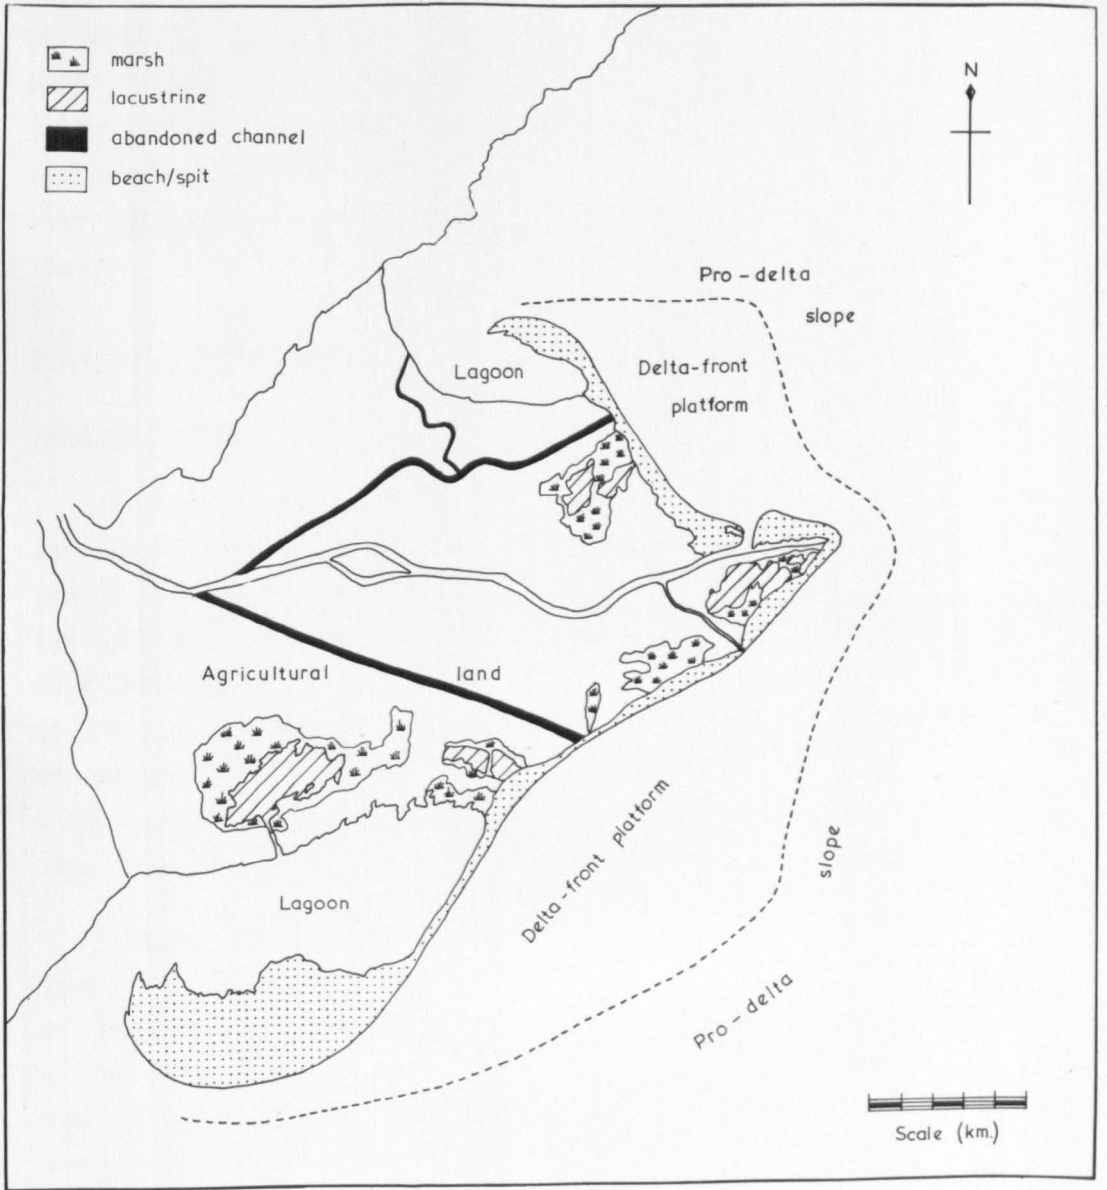 marsh
lacustrine
abandoned channel
beach/spit
N
Pro-delta
slope
Lagoon
Delta-front
platform
Agricultural land
Lagoon
Delta-front platform
slope
Pro-delta
Scale (km.)